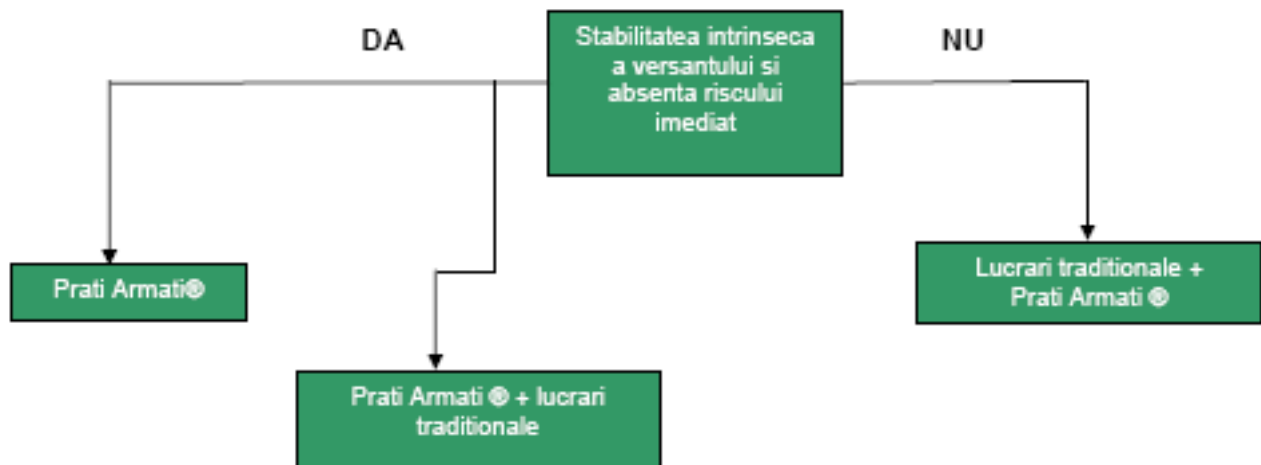 DA
Stabilitatea intrinseca
a versantului si
absenta riscului
imediat
NU
Prati Armati®
Lucrari traditionale +
Prati Armati ®
Prati Armati ® + lucrari
traditionale